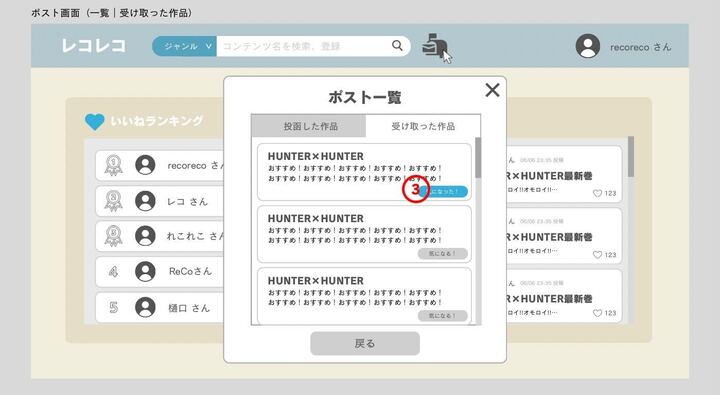 ポスト画面（一覧｜受け取った作品）
レコレコ
ジャンル ∨
コンテンツ名を検索、登録
recoreco さん
ポスト一覧
投函した作品
受け取った作品
HUNTER×HUNTER
おすすめ！おすすめ！おすすめ！おすすめ！おすすめ！
おすすめ！おすすめ！おすすめ！おすすめ！おすすめ！
③
になった！
HUNTER×HUNTER
おすすめ！おすすめ！おすすめ！おすすめ！おすすめ！
おすすめ！おすすめ！おすすめ！おすすめ！おすすめ！
気になる！
HUNTER×HUNTER
おすすめ！おすすめ！おすすめ！おすすめ！おすすめ！
おすすめ！おすすめ！おすすめ！おすすめ！おすすめ！
気になる！
戻る
いいねランキング
1
recoreco さん
2
レコ さん
3
れこれこ さん
4
ReCoさん
5
樋口 さん
ん 06/06 23:35 投稿
R×HUNTER最新巻
ロイ!!オモロイ!!…
123
ん 06/06 23:35 投稿
R×HUNTER最新巻
ロイ!!オモロイ!!…
123
ん 06/06 23:35 投稿
R×HUNTER最新巻
ロイ!!オモロイ!!…
123